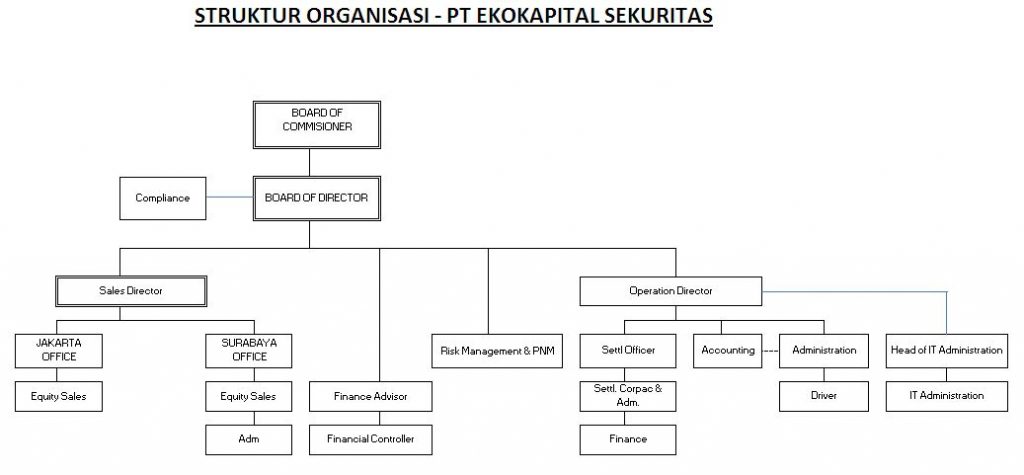 STRUKTUR ORGANISASI - PT EKOKAPITAL SEKURITAS
BOARD OF
COMMISIONER
Compliance
BOARD OF DIRECTOR
Sales Director
Operation Director
JAKARTA
OFFICE
SURABAYA
OFFICE
Risk Management & PNM
Settl Officer
Accounting
Administration
Head of IT Administration
Equity Sales
Equity Sales
Finance Advisor
Settl. Corpac &
Adm.
Driver
IT Administration
Adm
Financial Controller
Finance